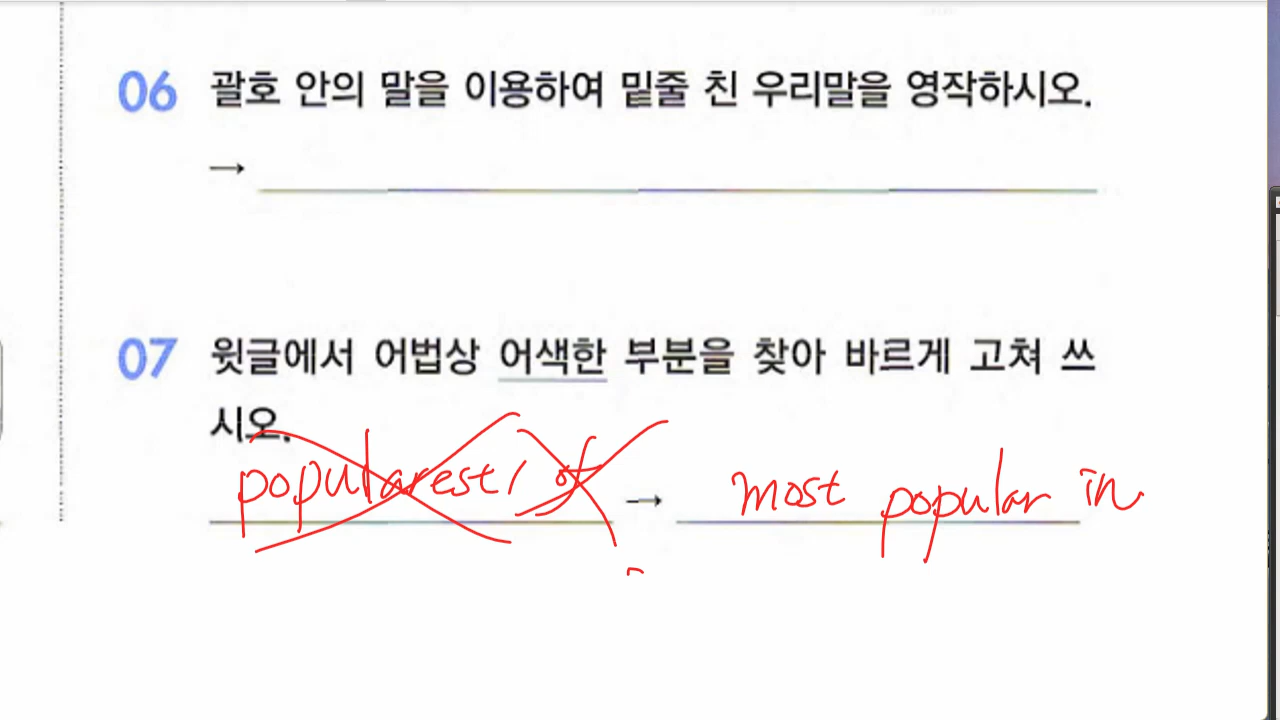 06 괄호 안의 말을 이용하여 밑줄 친 우리말을 영작하시오.
→
07 윗글에서 어법상 어색한 부분을 찾아 바르게 고쳐 쓰
시오.
popularest/ of → most popular in